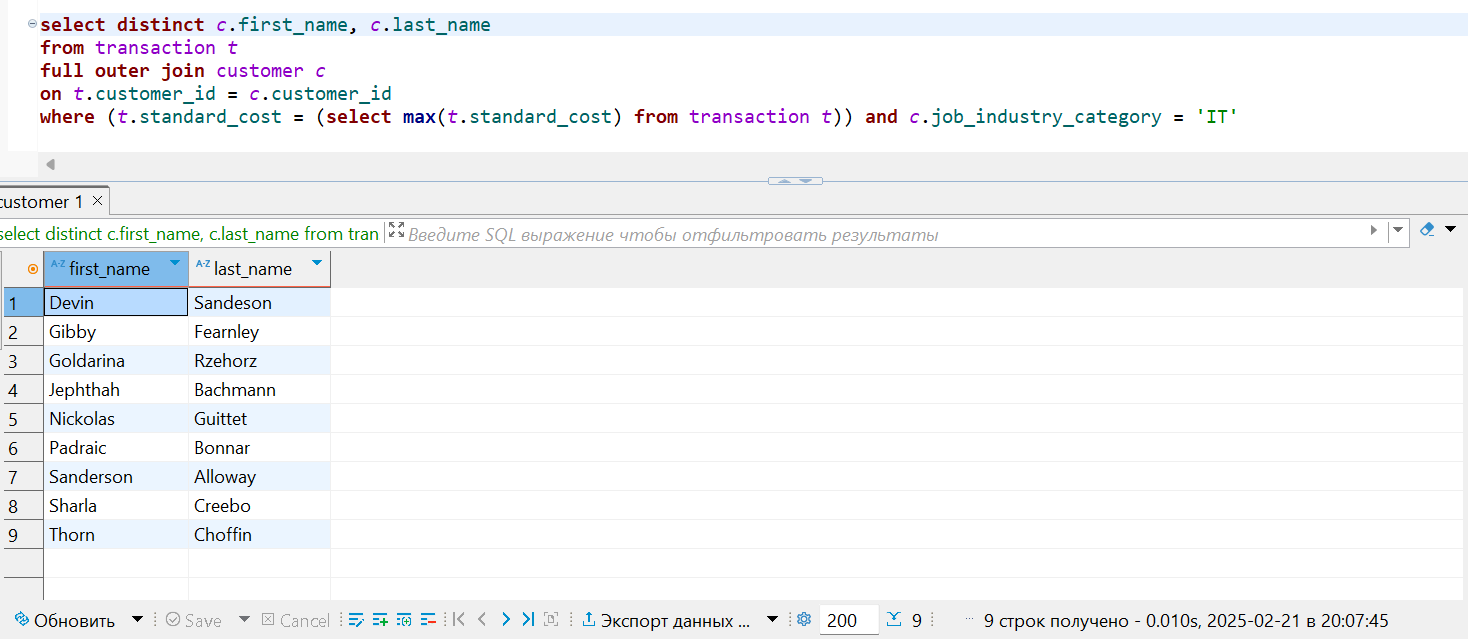 select distinct c.first_name, c.last_name
from transaction t
full outer join customer c
on t.customer_id = c.customer_id
where (t.standard_cost = (select max(t.standard_cost) from transaction t)) and c.job_industry_category = 'IT'
customer 1
select distinct c.first_name, c.last_name from tran Введите SQL выражение чтобы отфильтровать результаты
A-Z first_name A-Z last_name
1 Devin Sandeson
2 Gibby Fearnley
3 Goldarina Rzehorz
4 Jephthah Bachmann
5 Nickolas Guittet
6 Padraic Bonnar
7 Sanderson Alloway
8 Sharla Creebo
9 Thorn Choffin
Обновить Save Cancel Экспорт данных ... 200 9 9 строк получено - 0.010s, 2025-02-21 в 20:07:45